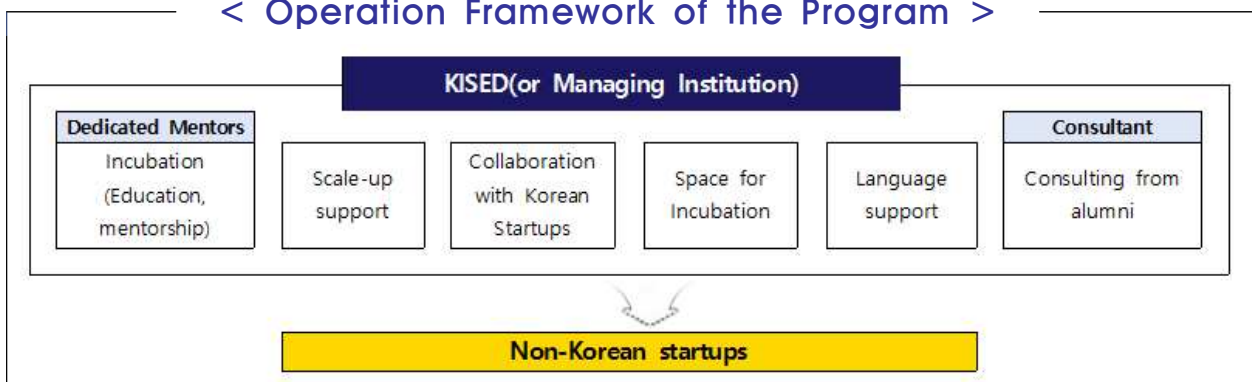 < Operation Framework of the Program >
KISED(or Managing Institution)
Dedicated Mentors
Incubation
(Education,
mentorship)
Scale-up
support
Collaboration
with Korean
Startups
Space for
Incubation
Language
support
Consultant
Consulting from
alumni
Non-Korean startups